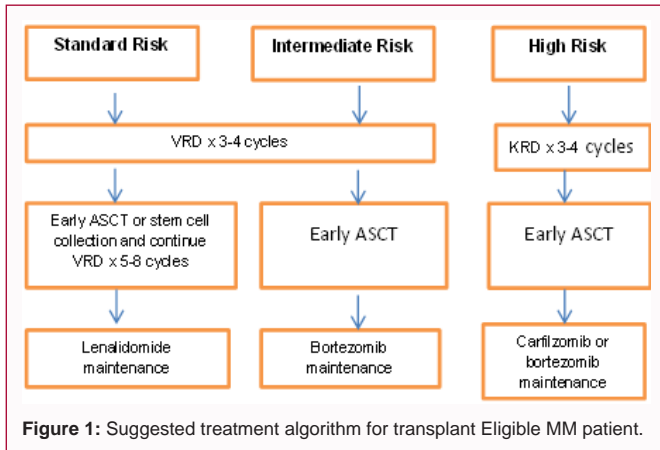 Standard Risk
Intermediate Risk
High Risk
VRD x 3-4 cycles
KRD x 3-4 cycles
Early ASCT or stem cell
collection and continue
VRD x 5-8 cycles
Early ASCT
Early ASCT
Lenalidomide
maintenance
Bortezomib
maintenance
Carfilzomib or
bortezomib
maintenance
Figure 1: Suggested treatment algorithm for transplant Eligible MM patient.